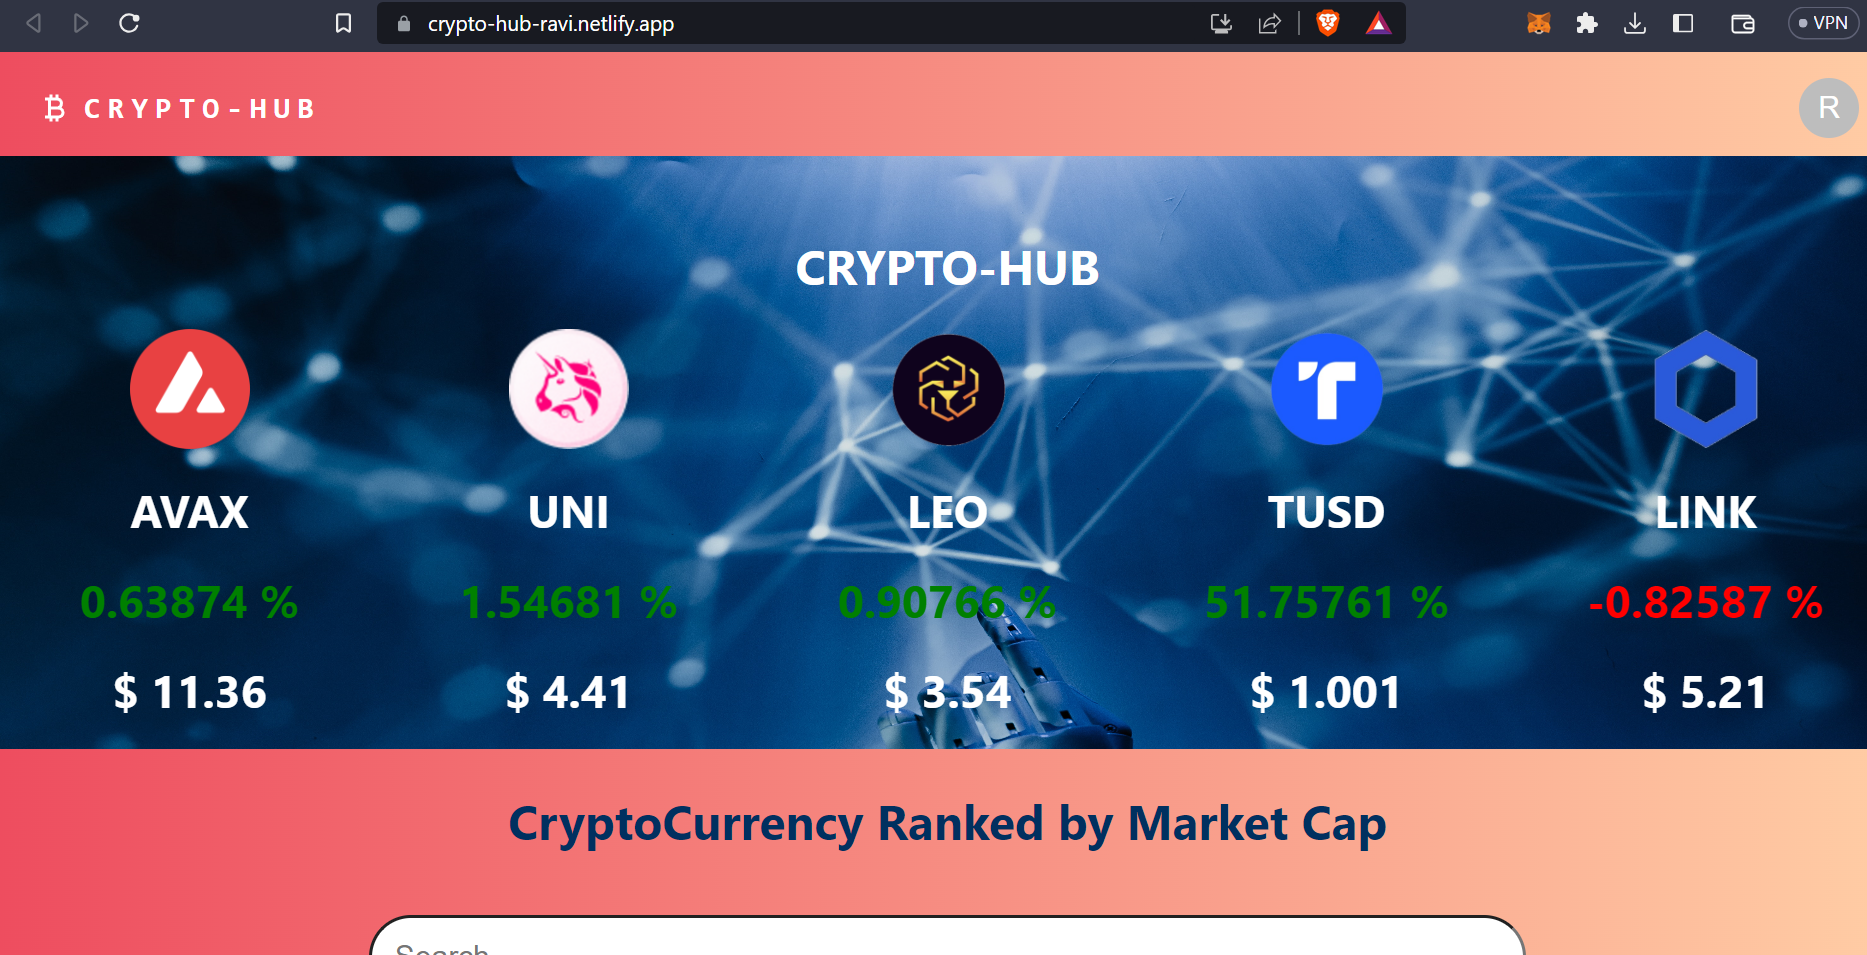 crypto-hub-ravi.netlify.app
VPN
CRYPTO-HUB
R
CRYPTO-HUB
AVAX UNI LEO TUSD LINK
0.63874 % 1.54681 % 0.90766 % 51.75761 % -0.82587 %
$ 11.36 $ 4.41 $ 3.54 $ 1.001 $ 5.21
CryptoCurrency Ranked by Market Cap
Search